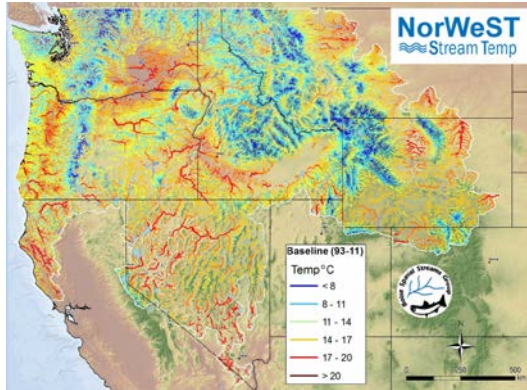 NorWeST
Stream Temp
Baseline (93-11)
Temp °C
< 8
8 - 11
11 - 14
14 - 17
17 - 20
> 20
N
0
250
500